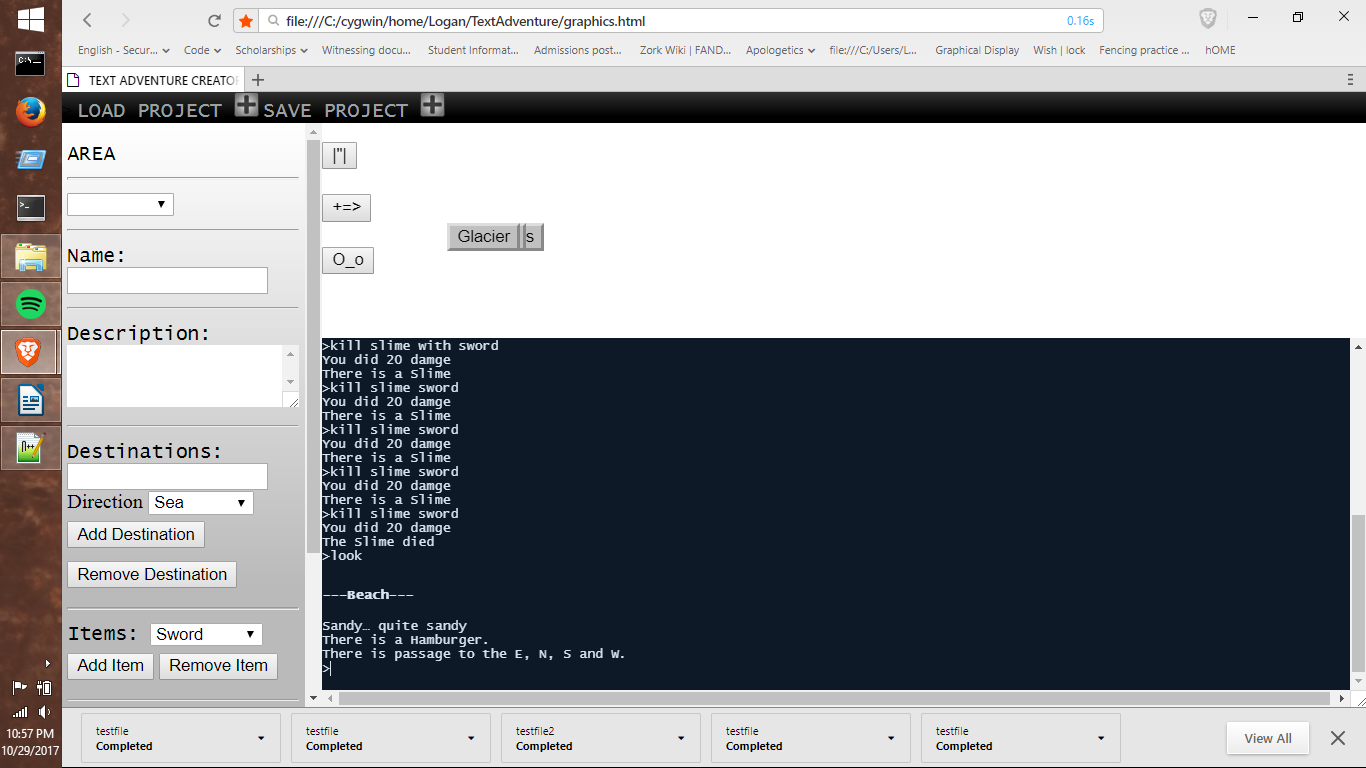 file:///C:/cygwin/home/Logan/TextAdventure/graphics.html
0.16s
English - Secur...
Code
Scholarships
Witnessing docu...
Student Informat...
Admissions post...
Zork Wiki | FAND...
Apologetics
file:///C:/Users/L...
Graphical Display
Wish | lock
Fencing practice ...
hOME
TEXT ADVENTURE CREATO
LOAD PROJECT
SAVE PROJECT
AREA
Name:
Description:
Destinations:
Direction
Sea
Add Destination
Remove Destination
Items:
Sword
Add Item
Remove Item
|"|
+=>
O_o
Glacier
s
>kill slime with sword
You did 20 damge
There is a Slime
>kill slime sword
You did 20 damge
There is a Slime
>kill slime sword
You did 20 damge
There is a Slime
>kill slime sword
You did 20 damge
There is a Slime
>kill slime sword
You did 20 damge
The Slime died
>look
---Beach---
Sandy… quite sandy
There is a Hamburger.
There is passage to the E, N, S and W.
>
testfile
Completed
testfile
Completed
testfile2
Completed
testfile
Completed
testfile
Completed
View All
10:57 PM
10/29/2017